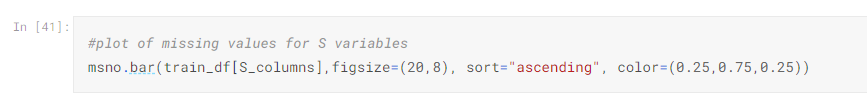 In [41]:
#plot of missing values for S variables
msno.bar(train_df[S_columns],figsize=(20,8), sort="ascending", color=(0.25,0.75,0.25))